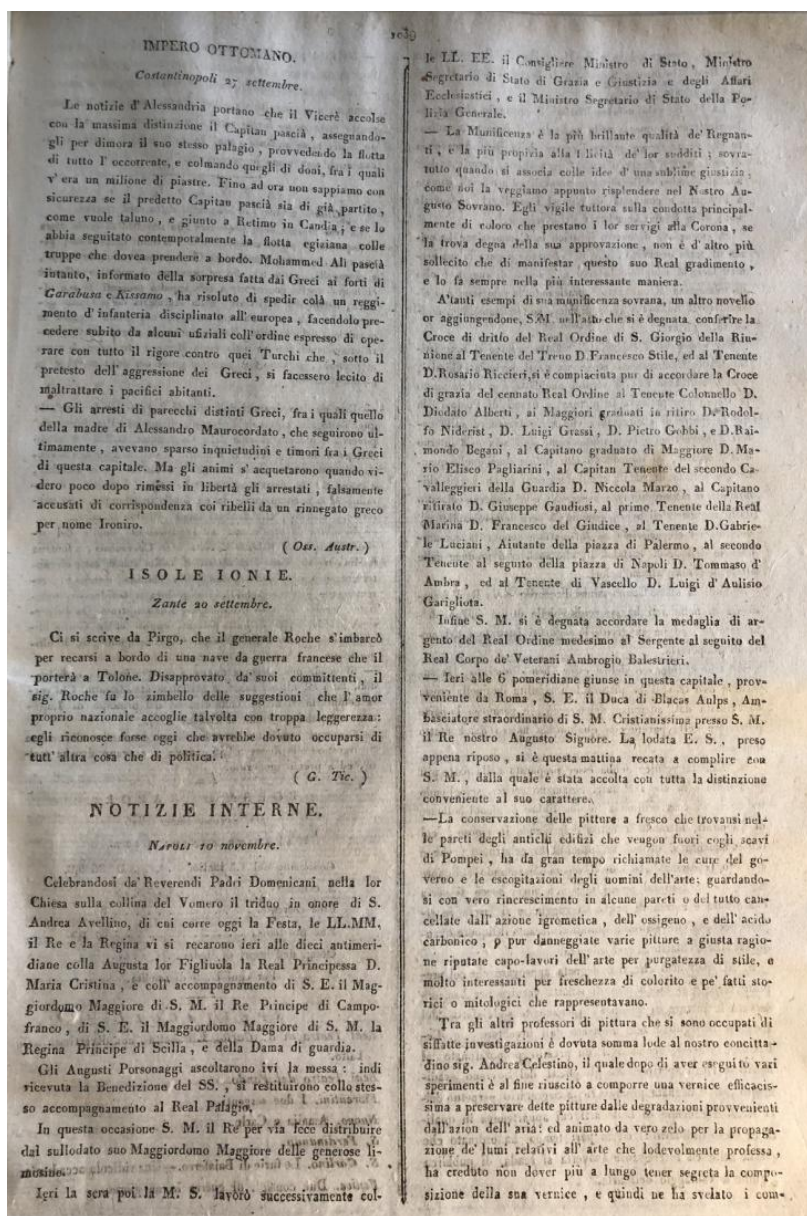 1039
IMPERO OTTOMANO.
Costantinopoli 27 settembre.
Le notizie d'Alessandria portano che il Vicerè accolse
con la massima distinzione il Capitan pascià, assegnando-
gli per dimora il suo stesso palagio, provvedendo la flotta
di tutto l'occorrente, e colmando quegli di doni, fra i quali
v'era un milione di piastre. Fino ad ora non sappiamo con
sicurezza se il predetto Capitan pascià sia di già partito,
come vuole taluno, e giunto a Retimo in Candia, e se lo
abbia seguitato contemporalmente la flotta egiziana colle
truppe che dovea prendere a bordo. Mohammed Alì pascià
intanto, informato della sorpresa fatta dai Greci ai forti di
Garabusa e Kissamo, ha risoluto di spedir colà un reggi-
mento d'infanteria disciplinato all'europea, facendolo pre-
cedere subito da alcuni ufiziali coll'ordine espresso di ope-
rare con tutto il rigore contro quei Turchi che, sotto il
pretesto dell'aggressione dei Greci, si facessero lecito di
maltrattare i pacifici abitanti.
— Gli arresti di parecchi distinti Greci, fra i quali quello
della madre di Alessandro Maurocordato, che seguirono ul-
timamente, avevano sparso inquietudini e timori fra i Greci
di questa capitale. Ma gli animi s'acquetarono quando vi-
dero poco dopo rimessi in libertà gli arrestati, falsamente
accusati di corrispondenza coi ribelli da un rinnegato greco
per nome Ironiro.
( Oss. Austr. )
ISOLE IONIE.
Zante 20 settembre.
Ci si scrive da Pirgo, che il generale Roche s'imbarcò
per recarsi a bordo di una nave da guerra francese che il
porterà a Tolone. Disapprovato da'suoi committenti, il
sig. Roche fu lo zimbello delle suggestioni che l'amor
proprio nazionale accoglie talvolta con troppa leggerezza:
egli riconosce forse oggi che avrebbe dovuto occuparsi di
tutt'altra cosa che di politica.
( G. Tic. )
NOTIZIE INTERNE.
NAPOLI 10 novembre.
Celebrandosi da'Reverendi Padri Domenicani nella lor
Chiesa sulla collina del Vomero il triduo in onore di S.
Andrea Avellino, di cui corre oggi la Festa, le LL.MM.
il Re e la Regina vi si recarono ieri alle dieci antimeri-
diane colla Augusta lor Figliuola la Real Principessa D.
Maria Cristina, e coll'accompagnamento di S. E. il Mag-
giordomo Maggiore di S. M. il Re Principe di Campo-
franco, di S. E. il Maggiordomo Maggiore di S. M. la
Regina Principe di Scilla, e della Dama di guardia.
Gli Augusti Porsonaggi ascoltarono ivi la messa: indi
ricevuta la Benedizione del SS., si restituirono collo stes-
so accompagnamento al Real Palagio.
In questa occasione S. M. il Re per via fece distribuire
dal sullodato suo Maggiordomo Maggiore delle generose li-
mosine.
Ieri la sera poi la M. S. lavorò successivamente col-
le LL. EE. il Consigliere Ministro di Stato, Ministro
Segretario di Stato di Grazia e Giustizia e degli Affari
Ecclesiastici, e il Ministro Segretario di Stato della Po-
lizia Generale.
— La Munificenza è la più brillante qualità de'Regnan-
ti, e la più propizia alla f licità de'lor sudditi; sovra-
tutto quando si associa colle idee d'una sublime giustizia,
come noi la veggiamo appunto risplendere nel Nostro Au-
gusto Sovrano. Egli vigile tuttora sulla condotta principal-
mente di coloro che prestano i lor servigi alla Corona, se
la trova degna della sua approvazione, non è d'altro più
sollecito che di manifestar questo suo Real gradimento,
e lo fa sempre nella più interessante maniera.
A'tanti esempi di sua munificenza sovrana, un altro novello
or aggiungendone, S.M. nell'atto che si è degnata conferire la
Croce di dritto del Real Ordine di S. Giorgio della Riu-
nione al Tenente del Treno D.Francesco Stile, ed al Tenente
D.Rosario Riccieri, si è compiaciuta pur di accordare la Croce
di grazia del cennato Real Ordine al Tenente Colonnello D.
Diodato Alberti, ai Maggiori graduati in ritiro D. Rodol-
fo Niderist, D. Luigi Grassi, D. Pietro Gobbi, e D.Rai-
mondo Begani, al Capitano graduato di Maggiore D. Ma-
rio Eliseo Pagliarini, al Capitan Tenente del secondo Ca-
valleggieri della Guardia D. Niccola Marzo, al Capitano
ritirato D. Giuseppe Gaudiosi, al primo Tenente della Real
Marina D. Francesco del Giudice, al Tenente D.Gabrie-
le Luciani, Aiutante della piazza di Palermo, al secondo
Tenente al seguito della piazza di Napoli D. Tommaso d'
Ambra, ed al Tenente di Vascello D. Luigi d'Aulisio
Garigliota.
Infine S. M. si è degnata accordare la medaglia di ar-
gento del Real Ordine medesimo al Sergente al seguito del
Real Corpo de'Veterani Ambrogio Balestrieri.
— Ieri alle 6 pomeridiane giunse in questa capitale, prov-
veniente da Roma, S. E. il Duca di Blacas Aulps, Am-
basciatore straordinario di S. M. Cristianissima presso S. M.
il Re nostro Augusto Signore. La lodata E. S., preso
appena riposo, si è questa mattina recata a complire con
S. M., dalla quale è stata accolta con tutta la distinzione
conveniente al suo carattere.
—La conservazione delle pitture a fresco che trovansi nel-
le pareti degli antichi edifizi che vengon fuori cogli scavi
di Pompei, ha da gran tempo richiamate le cure del go-
verno e le escogitazioni degli uomini dell'arte; guardando-
si con vero rincrescimento in alcune pareti o del tutto can-
cellate dall'azione igrometica, dell'ossigeno, e dell'acido
carbonico, o pur danneggiate varie pitture a giusta ragio-
ne riputate capo-lavori dell'arte per purgatezza di stile, e
molto interessanti per freschezza di colorito e pe'fatti sto-
rici o mitologici che rappresentavano.
Tra gli altri professori di pittura che si sono occupati di
siffatte investigazioni è dovuta somma lode al nostro concitta-
dino sig. Andrea Celestino, il quale dopo di aver eseguito vari
sperimenti è al fine riuscito a comporre una vernice efficacis-
sima a preservare dette pitture dalle degradazioni provvenienti
dall'azion dell'aria: ed animato da vero zelo per la propaga-
zione de'lumi relativi all'arte che lodevolmente professa,
ha creduto non dover più a lungo tener segreta la compo-
sizione della sua vernice, e quindi ne ha svelato i com-